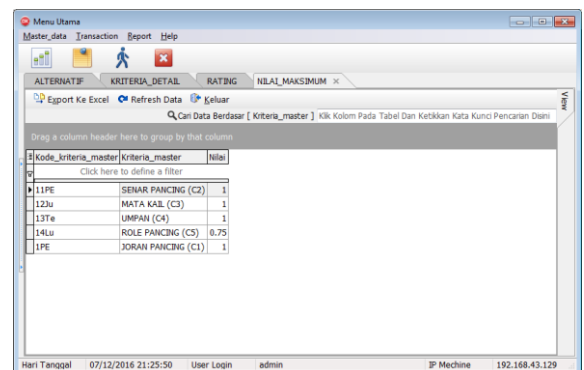 Menu Utama
Master_data Transaction Report Help
ALTERNATIF KRITERIA_DETAIL RATING NILAI_MAKSIMUM ×
Export Ke Excel Refresh Data Keluar
View
Cari Data Berdasar [ Kriteria_master ] Klik Kolom Pada Tabel Dan Ketikkan Kata Kunci Pencarian Disini
Drag a column header here to group by that column
Kode_kriteria_master Kriteria_master Nilai
Click here to define a filter
11PE SENAR PANCING (C2) 1
12Ju MATA KAIL (C3) 1
13Te UMPAN (C4) 1
14Lu ROLE PANCING (C5) 0.75
1PE JORAN PANCING (C1) 1
Hari Tanggal 07/12/2016 21:25:50 User Login admin IP Mechine 192.168.43.129